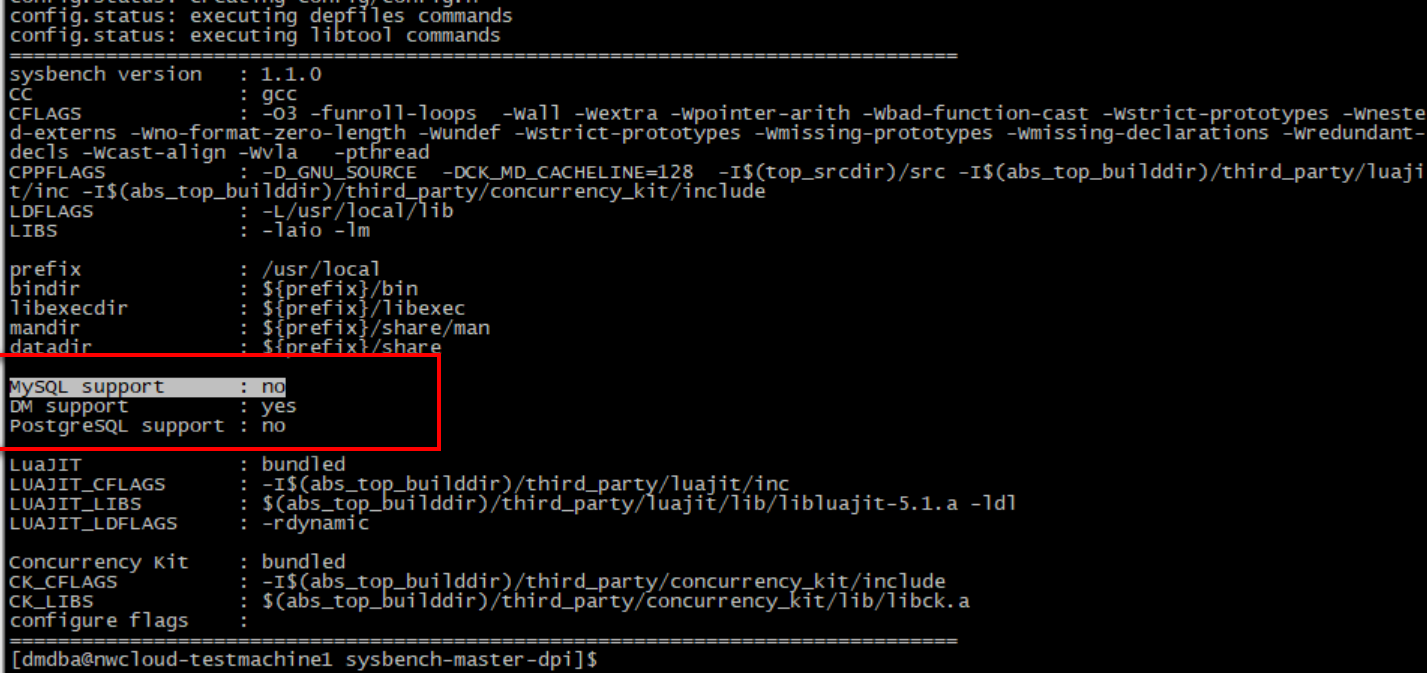 config.status: creating config/config.h
config.status: executing depfiles commands
config.status: executing libtool commands
===============================================================================
sysbench version   : 1.1.0
CC                 : gcc
CFLAGS             : -O3 -funroll-loops  -Wall -Wextra -Wpointer-arith -Wbad-function-cast -Wstrict-prototypes -Wneste
d-externs -Wno-format-zero-length -Wundef -Wstrict-prototypes -Wmissing-prototypes -Wmissing-declarations -Wredundant-
decls -Wcast-align -Wvla   -pthread
CPPFLAGS           : -D_GNU_SOURCE  -DCK_MD_CACHELINE=128  -I$(top_srcdir)/src -I$(abs_top_builddir)/third_party/luaji
t/inc -I$(abs_top_builddir)/third_party/concurrency_kit/include
LDFLAGS            : -L/usr/local/lib
LIBS               : -laio -lm
prefix             : /usr/local
bindir             : ${prefix}/bin
libexecdir         : ${prefix}/libexec
mandir             : ${prefix}/share/man
datadir            : ${prefix}/share
MySQL support      : no
DM support         : yes
PostgreSQL support : no
LuaJIT             : bundled
LUAJIT_CFLAGS      : -I$(abs_top_builddir)/third_party/luajit/inc
LUAJIT_LIBS        : $(abs_top_builddir)/third_party/luajit/lib/libluajit-5.1.a -ldl
LUAJIT_LDFLAGS     : -rdynamic
Concurrency Kit    : bundled
CK_CFLAGS          : -I$(abs_top_builddir)/third_party/concurrency_kit/include
CK_LIBS            : $(abs_top_builddir)/third_party/concurrency_kit/lib/libck.a
configure flags    :
===============================================================================
[dmdba@nwcloud-testmachine1 sysbench-master-dpi]$